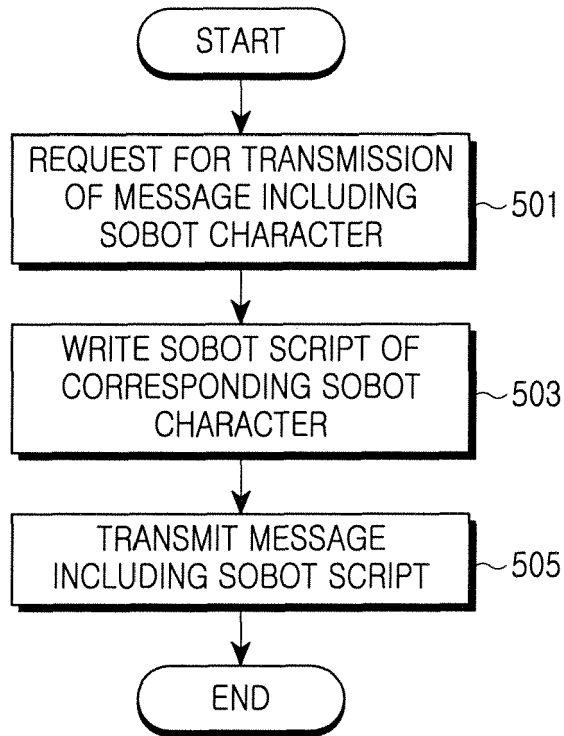 START
REQUEST FOR TRANSMISSION
OF MESSAGE INCLUDING
SOBOT CHARACTER
501
WRITE SOBOT SCRIPT OF
CORRESPONDING SOBOT
CHARACTER
503
TRANSMIT MESSAGE
INCLUDING SOBOT SCRIPT
505
END